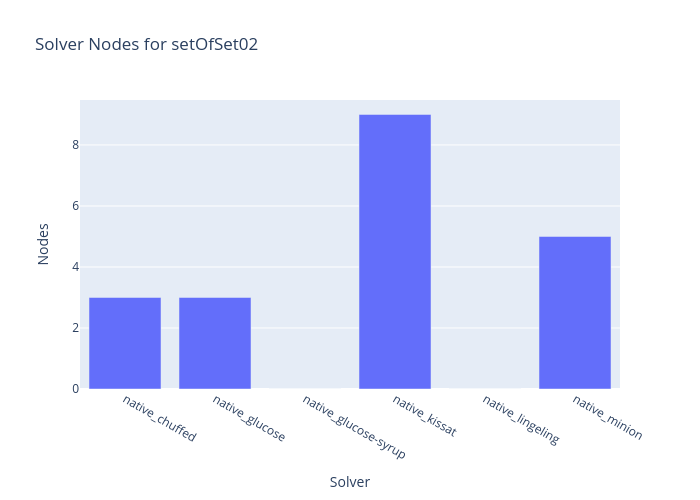 Solver Nodes for setOfSet02
Nodes
8
6
4
2
0
native_chuffed
native_glucose
native_glucose-syrup
native_kissat
native_lingeling
native_minion
Solver